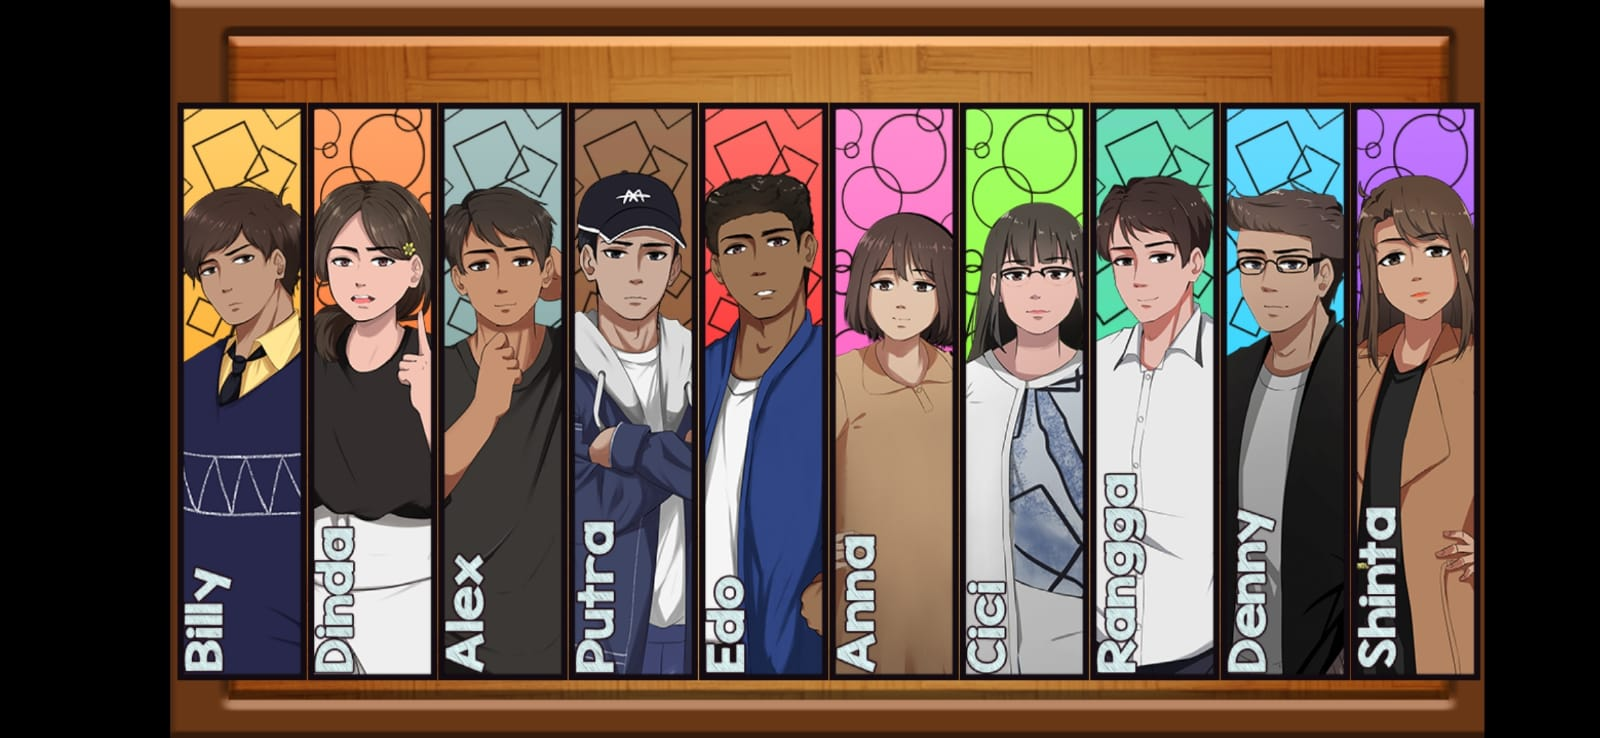 Billy
Dinda
Alex
Putra
Edo
Anna
Cici
Rangga
Denny
Shinta